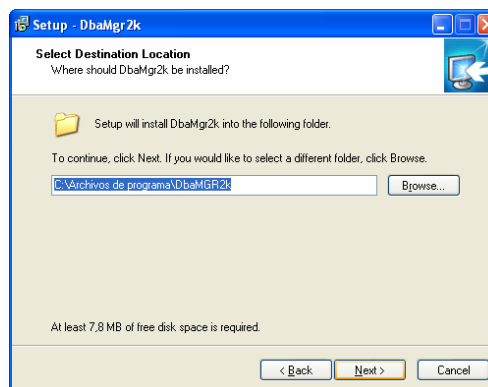 Setup - DbaMgr2k
Select Destination Location
Where should DbaMgr2k be installed?
Setup will install DbaMgr2k into the following folder.
To continue, click Next. If you would like to select a different folder, click Browse.
C:\Archivos de programa\DbaMGR2k
Browse...
At least 7,8 MB of free disk space is required.
< Back
Next >
Cancel